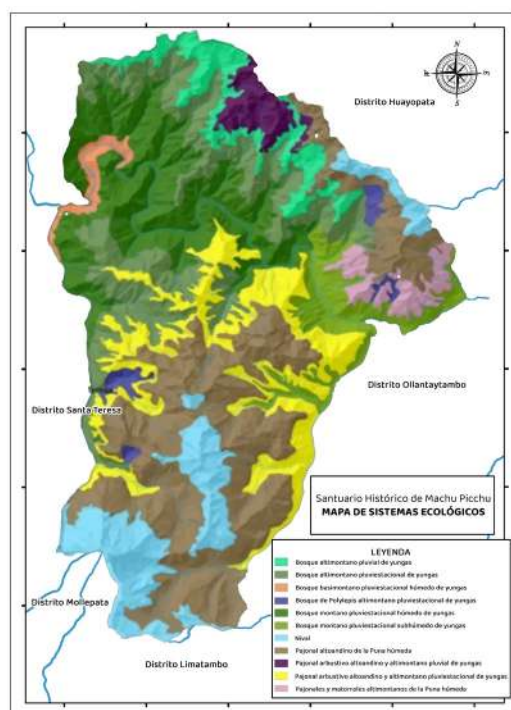 N
S
Distrito Huayopata
Distrito Ollantaytambo
Distrito Santa Teresa
Santuario Histórico de Machu Picchu
MAPA DE SISTEMAS ECOLÓGICOS
LEYENDA
Bosque altimontano pluvial de yungas
Bosque altimontano pluviestacional de yungas
Bosque basimontano pluviestacional húmedo de yungas
Bosque de Polylepis altimontano pluviestacional de yungas
Bosque montano pluviestacional húmedo de yungas
Bosque montano pluviestacional subhúmedo de yungas
Nival
Pajonal altoandino de la Puna húmeda
Pajonal arbustivo altoandino y altimontano pluvial de yungas
Pajonal arbustivo altoandino y altimontano pluviestacional de yungas
Pajonales y matorrales altimontanos de la Puna húmeda
Distrito Mollepata
Distrito Limatambo